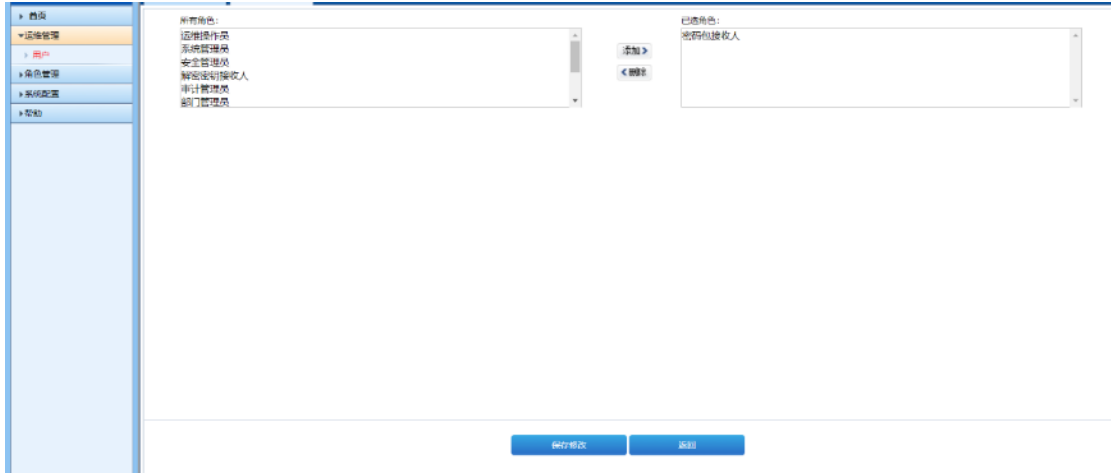 首页
运维管理
用户
角色管理
系统配置
帮助
所有角色：
运维操作员
系统管理员
安全管理员
解密密钥接收人
审计管理员
部门管理员
添加
删除
已选角色：
密码包接收人
保存修改
返回